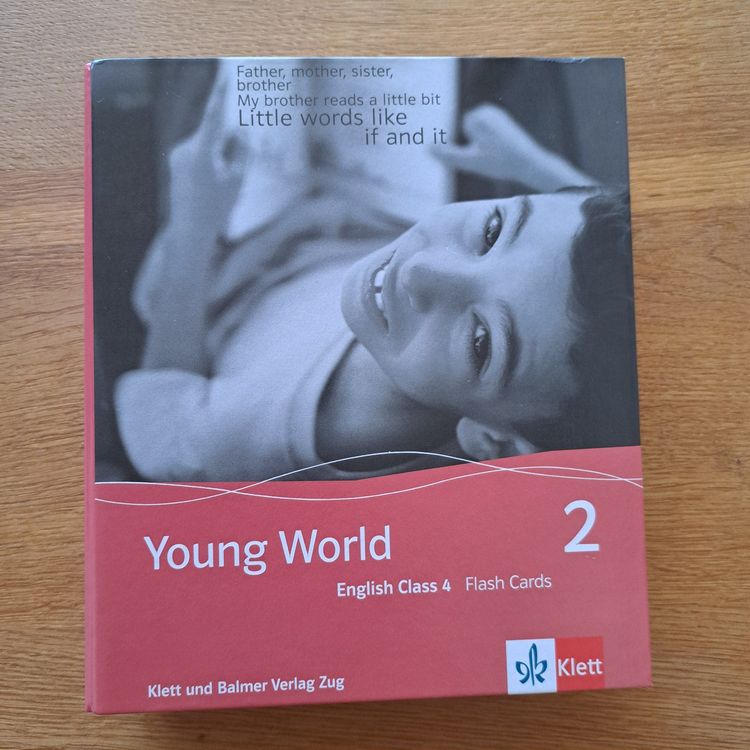 Father, mother, sister,
brother
My brother reads a little bit
Little words like
if and it
Young World
2
English Class 4 Flash Cards
Klett und Balmer Verlag Zug
Klett